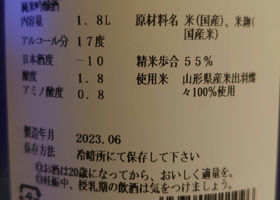 純米吟醸酒
内容量 1.8L 原材料名 米(国産)、米麹(国産米)
アルコール分 17度
日本酒度 -10 精米歩合 55%
酸度 1.8 使用米 山形県産米出羽燦々100%使用
アミノ酸度 0.8
製造年月 2023.06
保存方法 冷暗所にて保存して下さい
◎お酒は20歳になってから、おいしく適量を。
◎妊娠中、授乳期の飲酒は気をつけましょう。